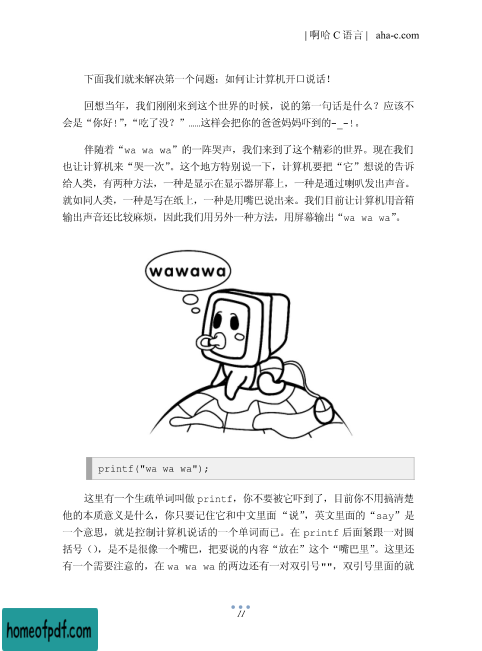 | 啊哈 C 语言 | aha-c.com
下面我们就来解决第一个问题：如何让计算机开口说话！
回想当年，我们刚刚来到这个世界的时候，说的第一句话是什么？应该不
会是“你好!”，“吃了没？”……这样会把你的爸爸妈妈吓到的-_-!。
伴随着“wa wa wa”的一阵哭声，我们来到了这个精彩的世界。现在我们
也让计算机来“哭一次”。这个地方特别说一下，计算机要把“它”想说的告诉
给人类，有两种方法，一种是显示在显示器屏幕上，一种是通过喇叭发出声音。
就如同人类，一种是写在纸上，一种是用嘴巴说出来。我们目前让计算机用音箱
输出声音还比较麻烦，因此我们用另外一种方法，用屏幕输出“wa wa wa”。
wawawa
printf("wa wa wa");
这里有一个生疏单词叫做 printf，你不要被它吓到了，目前你不用搞清楚
他的本质意义是什么，你只要记住它和中文里面“说”，英文里面的“say”是
一个意思，就是控制计算机说话的一个单词而已。在 printf 后面紧跟一对圆
括号（），是不是很像一个嘴巴，把要说的内容“放在”这个“嘴巴里”。这里还
有一个需要注意的，在 wa wa wa 的两边还有一对双引号""，双引号里面的就
11
homeofpdf.com